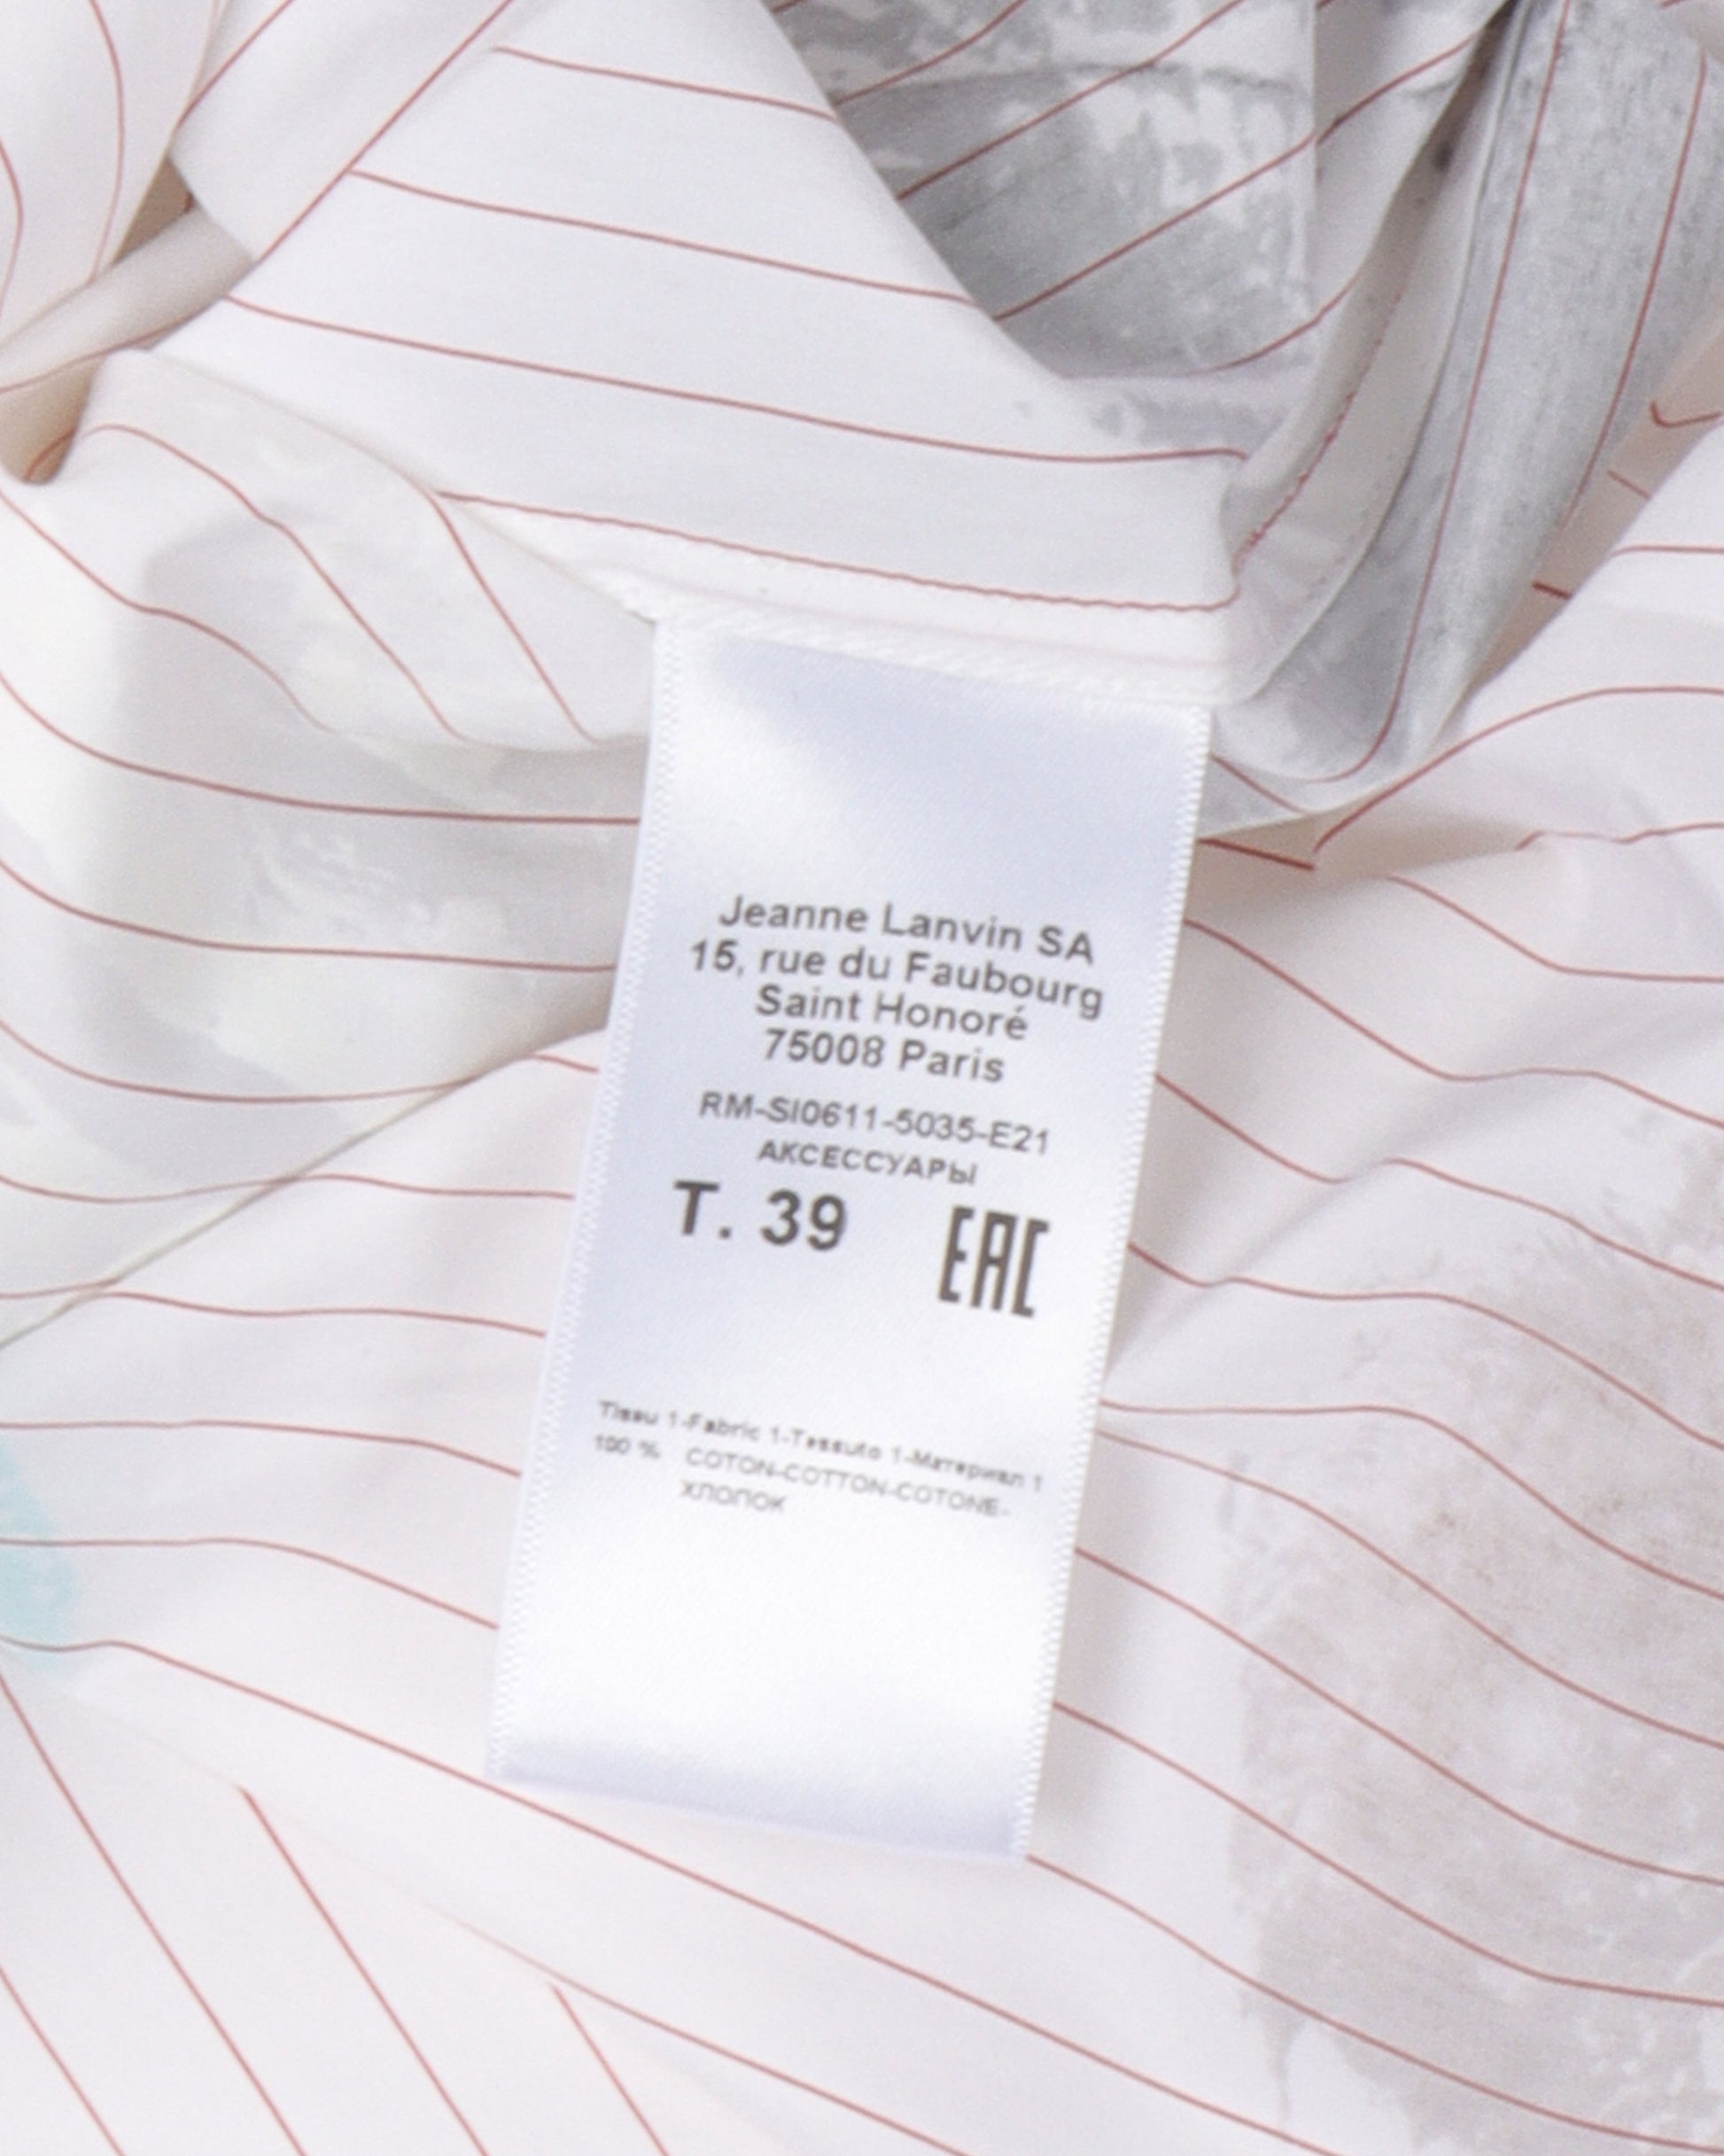 Jeanne Lanvin SA
15, rue du Faubourg
Saint Honoré
75008 Paris
RM-SI0611-5035-E21
АКСЕССУАРЫ
T. 39 EAC
Tissu 1-Fabric 1-Tessuto 1-Материал 1
100 % COTON-COTTON-COTONE-
ХЛОПОК